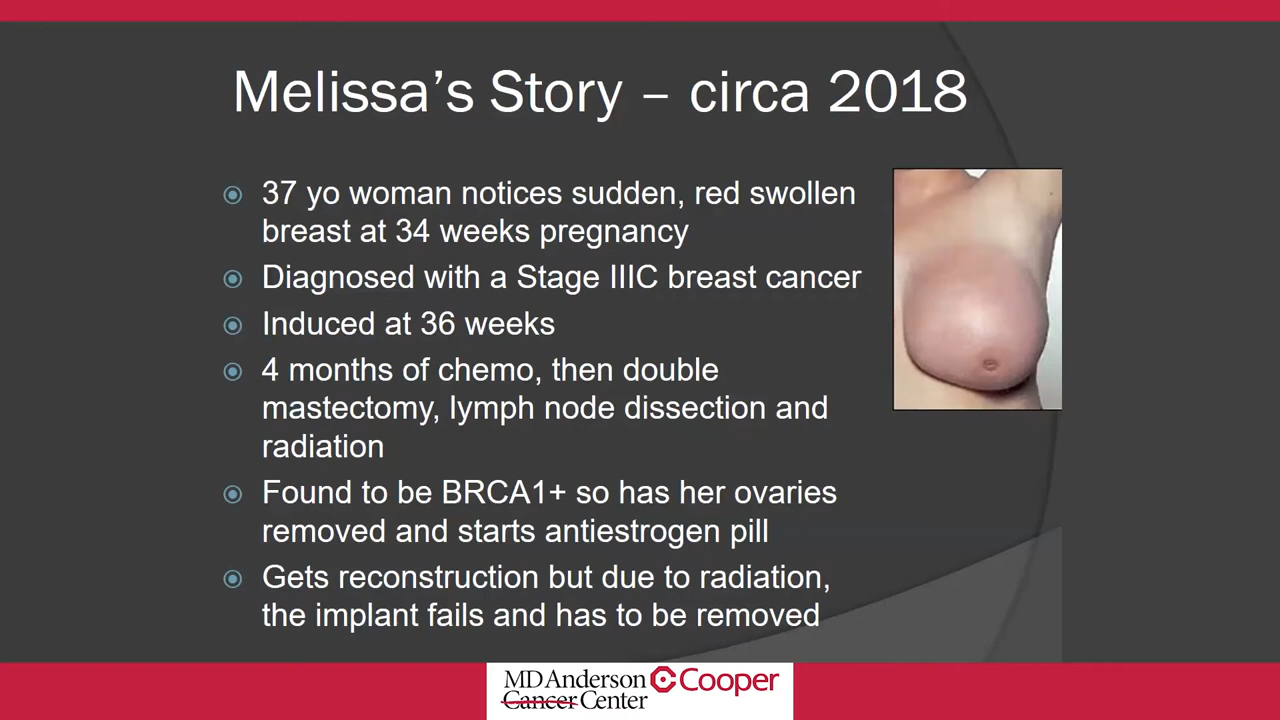 Melissa's Story – circa 2018
37 yo woman notices sudden, red swollen
breast at 34 weeks pregnancy
Diagnosed with a Stage IIIC breast cancer
Induced at 36 weeks
4 months of chemo, then double
mastectomy, lymph node dissection and
radiation
Found to be BRCA1+ so has her ovaries
removed and starts antiestrogen pill
Gets reconstruction but due to radiation,
the implant fails and has to be removed
MD Anderson Cooper
Cancer Center